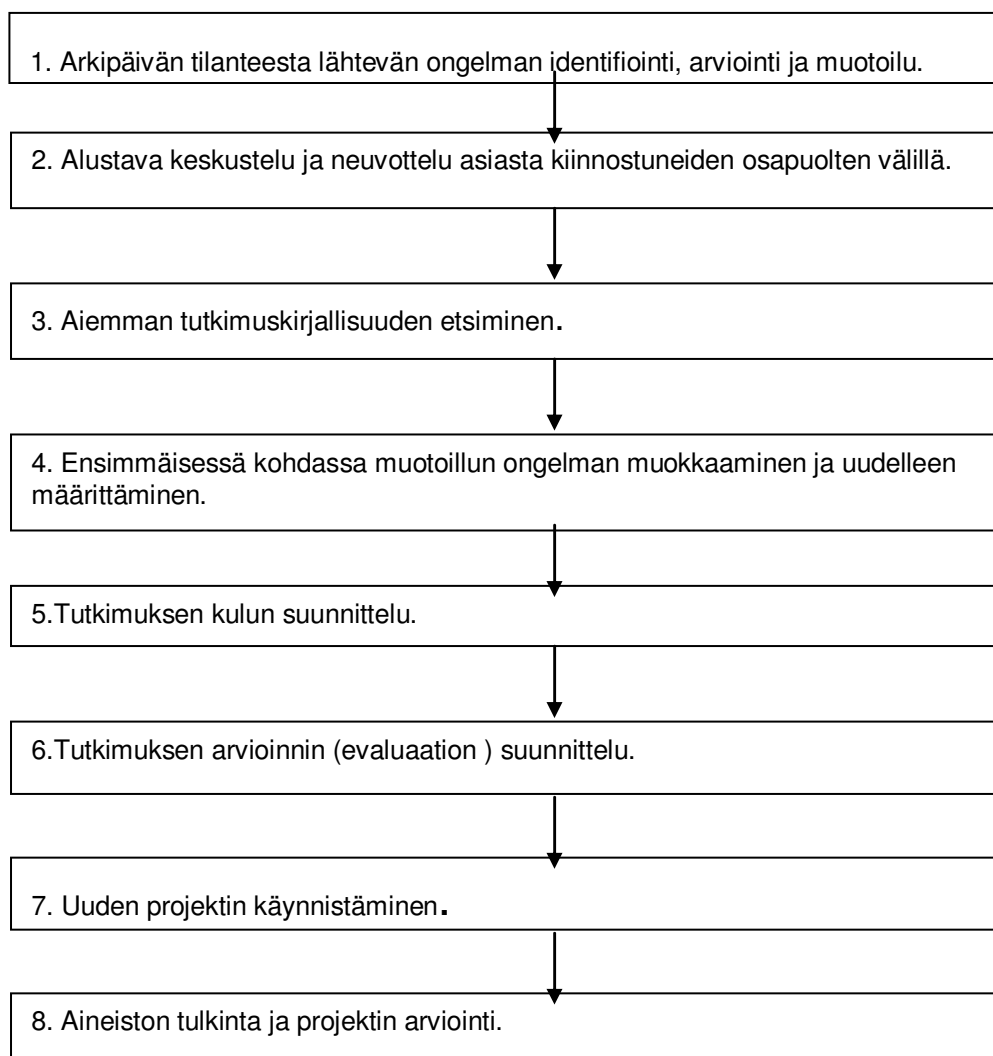 1. Arkipäivän tilanteesta lähtevän ongelman identifiointi, arviointi ja muotoilu.
2. Alustava keskustelu ja neuvottelu asiasta kiinnostuneiden osapuolten välillä.
3. Aiemman tutkimuskirjallisuuden etsiminen.
4. Ensimmäisessä kohdassa muotoillun ongelman muokkaaminen ja uudelleen
määrittäminen.
5.Tutkimuksen kulun suunnittelu.
6.Tutkimuksen arvioinnin (evaluaation ) suunnittelu.
7. Uuden projektin käynnistäminen.
8. Aineiston tulkinta ja projektin arviointi.